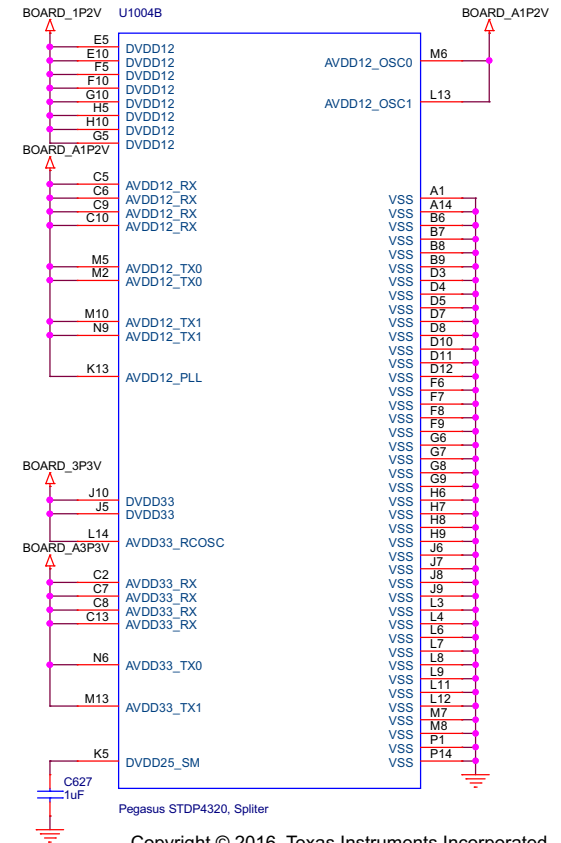 BOARD_1P2V U1004B BOARD_A1P2V
E5 DVDD12
E10 DVDD12
F5 DVDD12
F10 DVDD12
G10 DVDD12
H5 DVDD12
H10 DVDD12
G5 DVDD12
BOARD_A1P2V
C5 AVDD12_RX
C6 AVDD12_RX
C9 AVDD12_RX
C10 AVDD12_RX
M5 AVDD12_TX0
M2 AVDD12_TX0
M10 AVDD12_TX1
N9 AVDD12_TX1
K13 AVDD12_PLL
BOARD_3P3V
J10 DVDD33
J5 DVDD33
L14 AVDD33_RCOSC
BOARD_A3P3V
C2 AVDD33_RX
C7 AVDD33_RX
C8 AVDD33_RX
C13 AVDD33_RX
N6 AVDD33_TX0
M13 AVDD33_TX1
K5 DVDD25_SM
C627
1uF
AVDD12_OSC0 M6
AVDD12_OSC1 L13
VSS A1
VSS A14
VSS B6
VSS B7
VSS B8
VSS B9
VSS D3
VSS D4
VSS D5
VSS D7
VSS D8
VSS D10
VSS D11
VSS D12
VSS F6
VSS F7
VSS F8
VSS F9
VSS G6
VSS G7
VSS G8
VSS G9
VSS H6
VSS H7
VSS H8
VSS H9
VSS J6
VSS J7
VSS J8
VSS J9
VSS L3
VSS L4
VSS L6
VSS L7
VSS L8
VSS L9
VSS L11
VSS L12
VSS M7
VSS M8
VSS P1
VSS P14
Pegasus STDP4320, Spliter
Copyright © 2016, Texas Instruments Incorporated